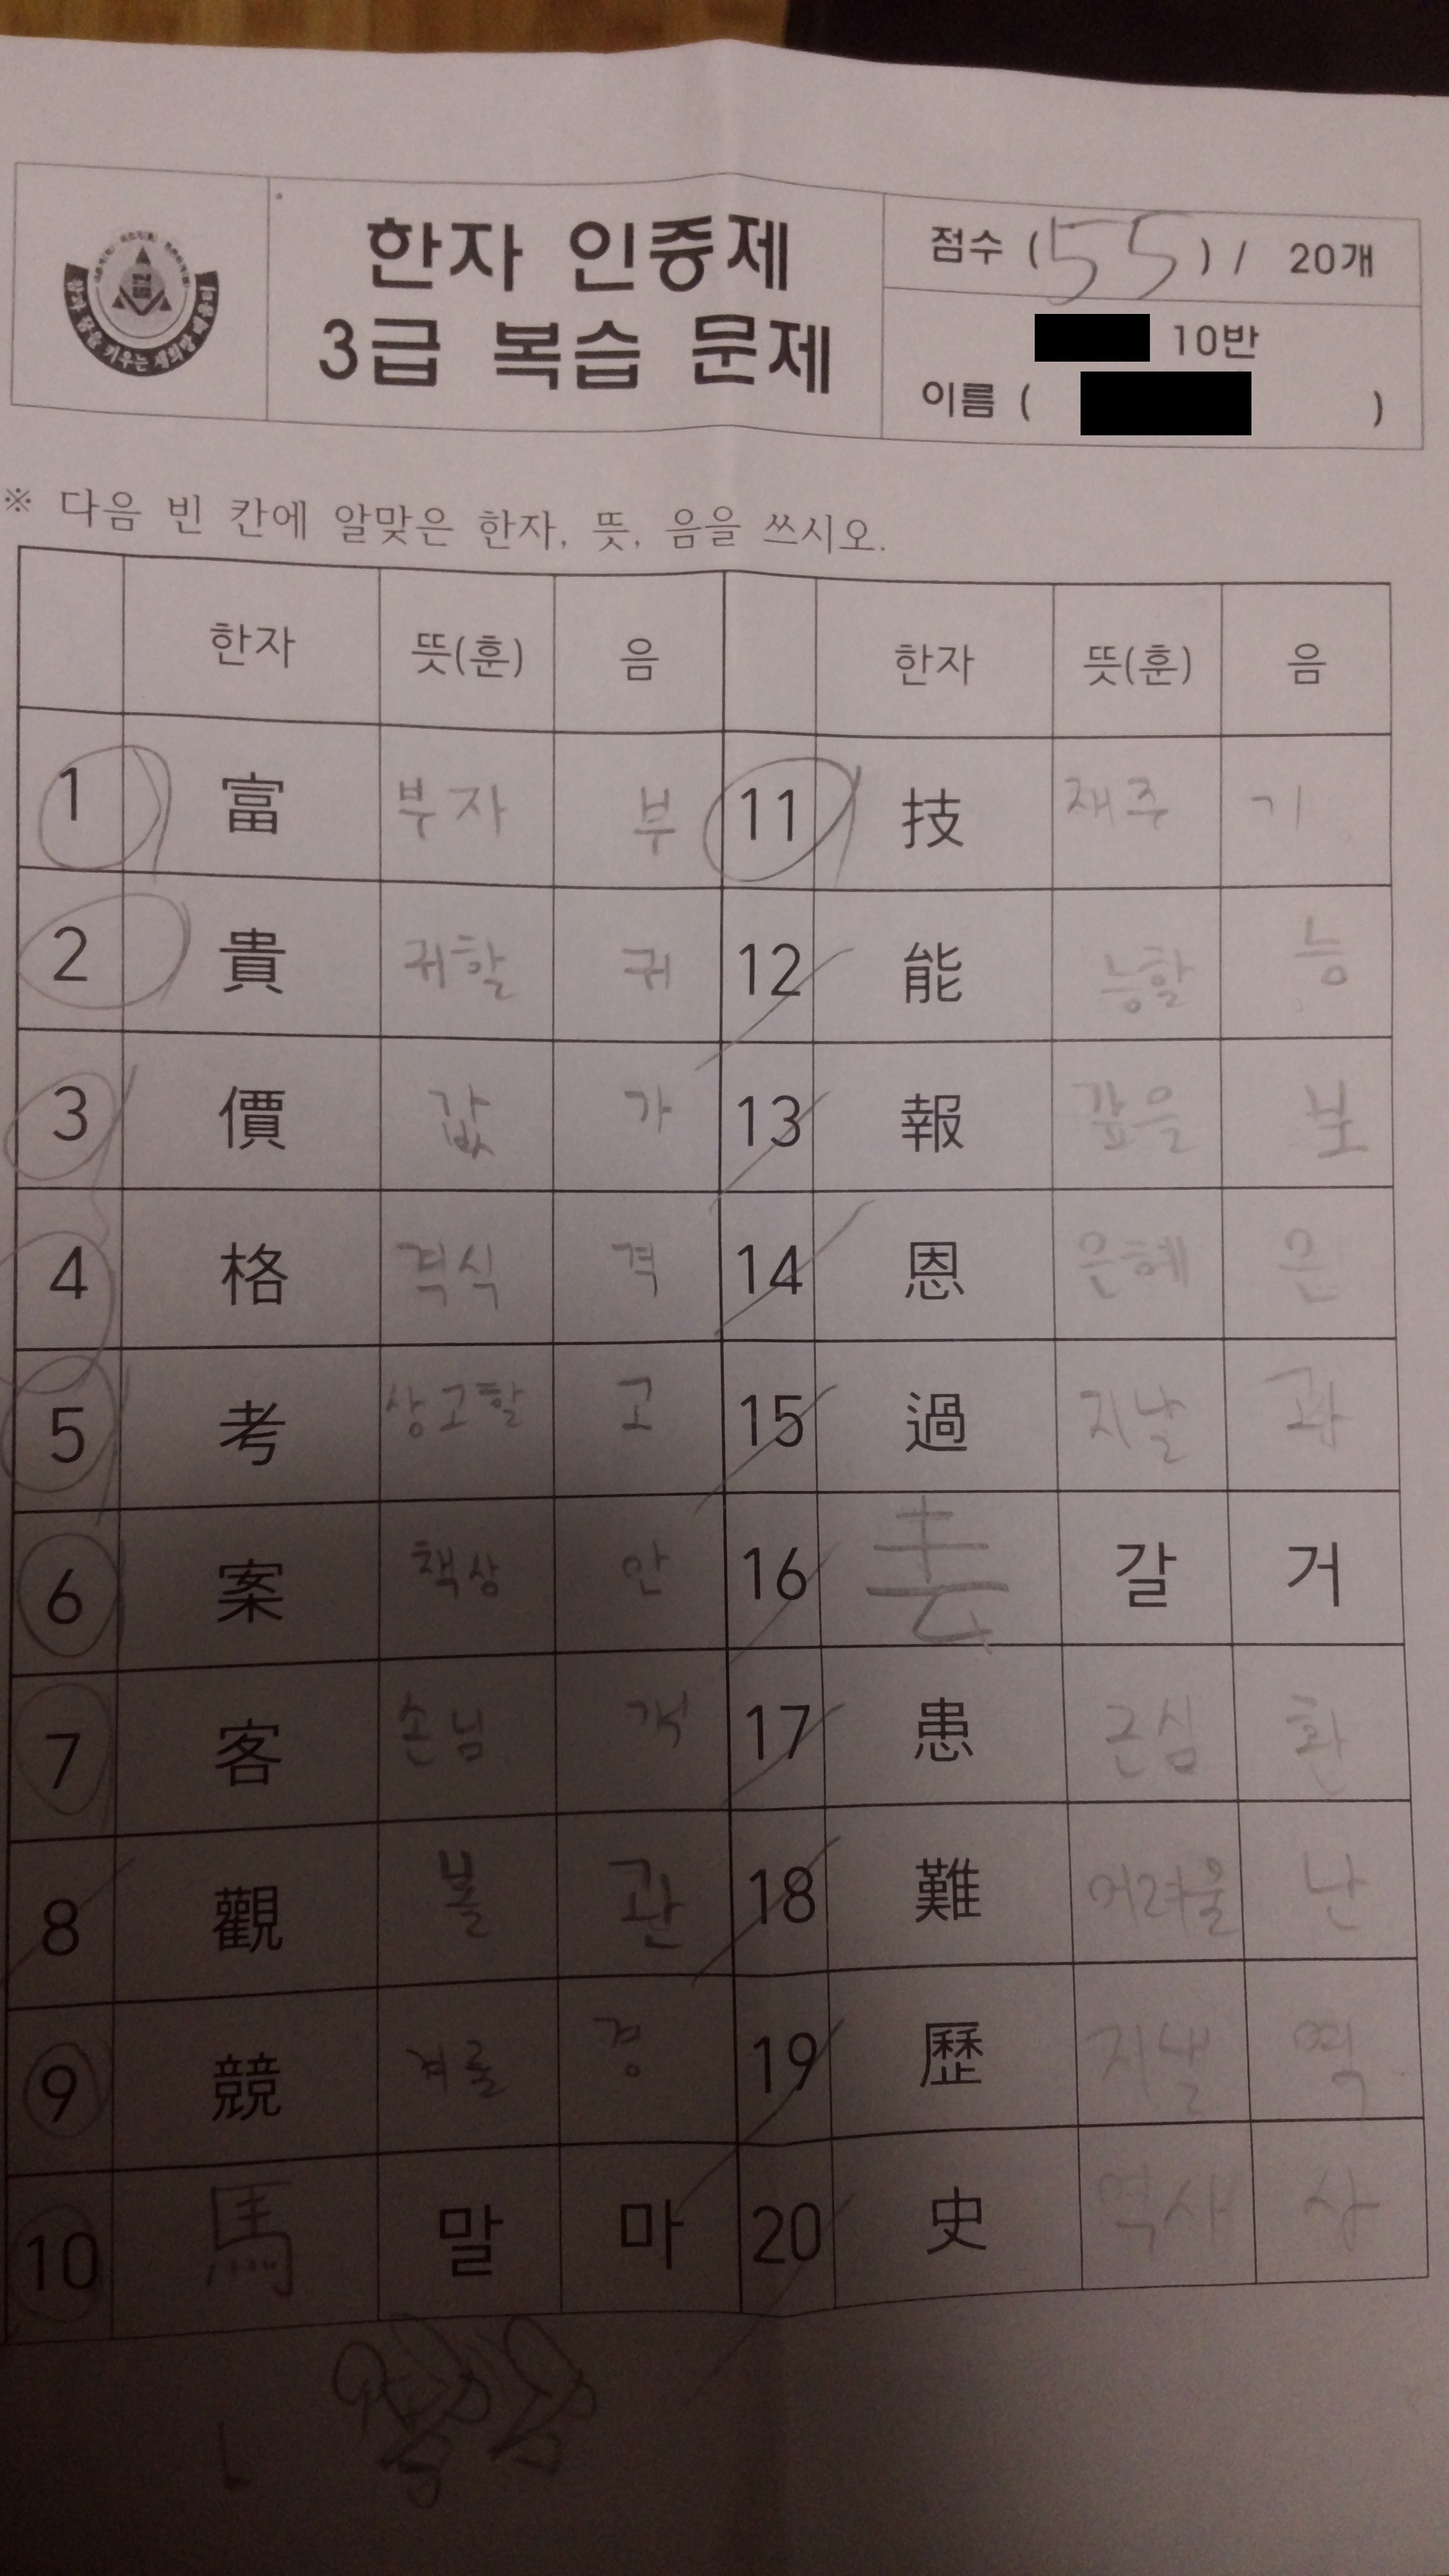 한자 인증제
3급 복습 문제
점수 (55) / 20개
10반
이름 ( )
※ 다음 빈 칸에 알맞은 한자, 뜻, 음을 쓰시오.
한자 뜻(훈) 음 한자 뜻(훈) 음
1 富 부자 부 11 技 재주 기
2 貴 귀할 귀 12 能 능할 능
3 價 값 가 13 報 갚을 보
4 格 격식 격 14 恩 은혜 은
5 考 상고할 고 15 過 지날 과
6 案 책상 안 16 去 갈 거
7 客 손님 객 17 患 근심 환
8 觀 볼 관 18 難 어려울 난
9 競 겨룰 경 19 歷 지낼
10 馬 말 마 20 史 역사